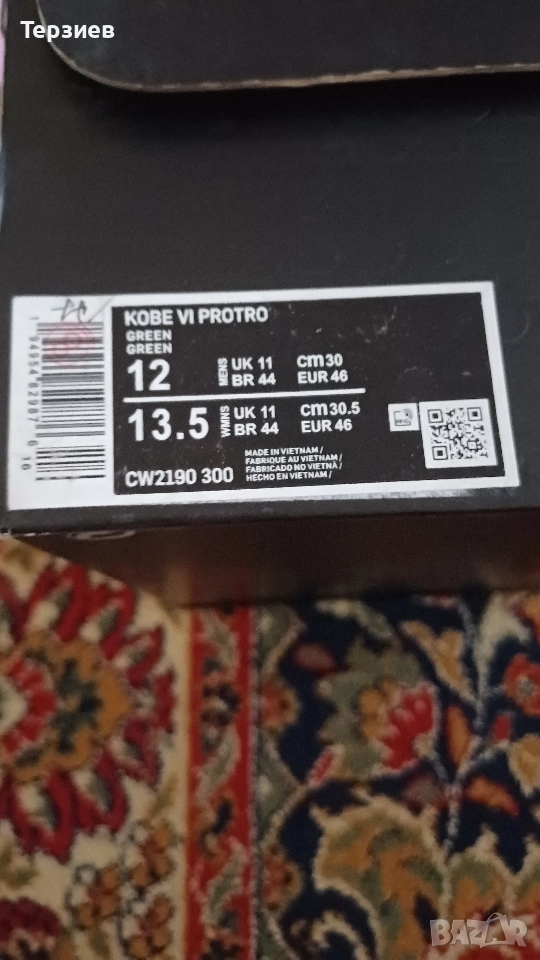 Терзиев
KOBE VI PROTRO
GREEN
GREEN
12 MENS UK 11 cm 30
BR 44 EUR 46
13.5 WMNS UK 11 cm 30.5
BR 44 EUR 46
CW2190 300
MADE IN VIETNAM /
FABRIQUE AU VIETNAM /
FABRICADO NO VIETNÃ /
HECHO EN VIETNAM /
BAZAR